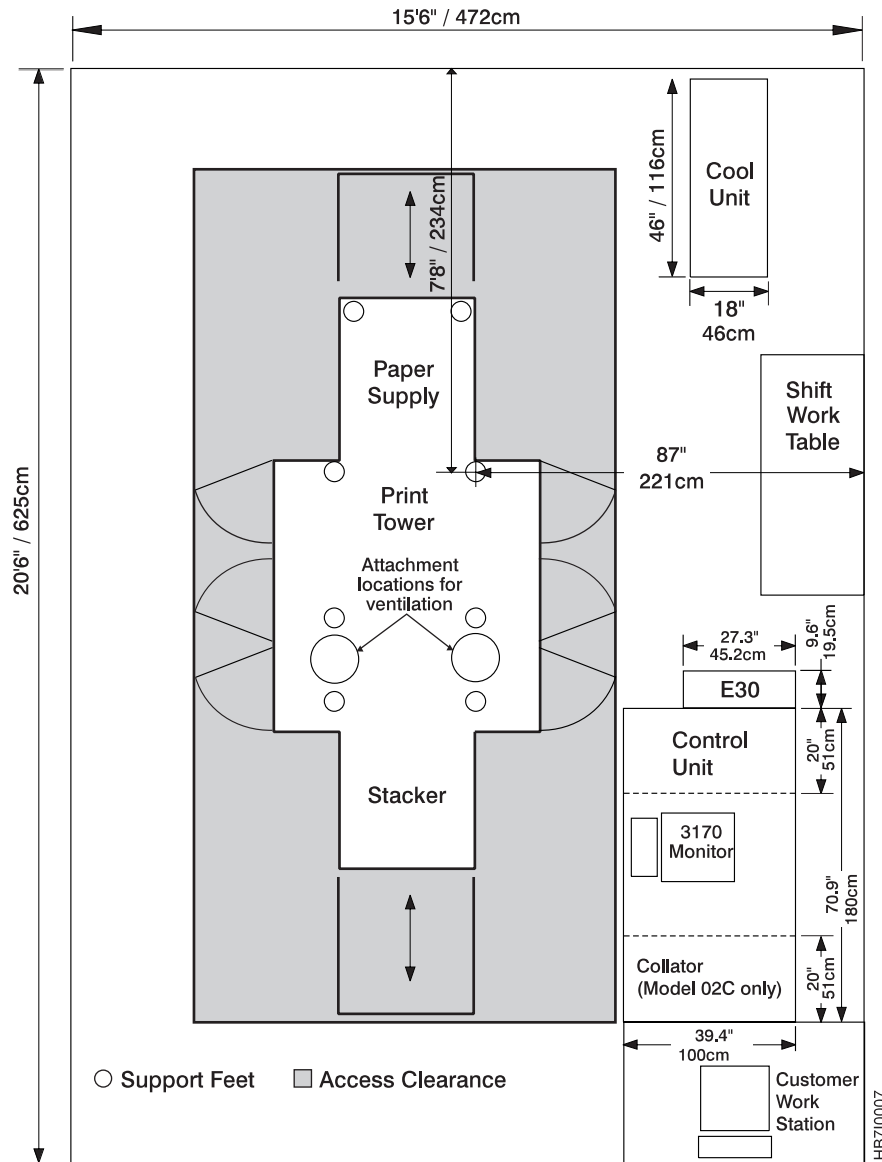 15'6" / 472cm
20'6" / 625cm
7'8" / 234cm
46" / 116cm
Cool
Unit
18"
46cm
Paper
Supply
Shift
Work
Table
87"
221cm
Print
Tower
Attachment
locations for
ventilation
27.3"
45.2cm
9.6"
19.5cm
E30
Control
Unit
20"
51cm
Stacker
3170
Monitor
70.9"
180cm
Collator
(Model 02C only)
20"
51cm
39.4"
100cm
Support Feet
Access Clearance
Customer
Work
Station
HB7I0007